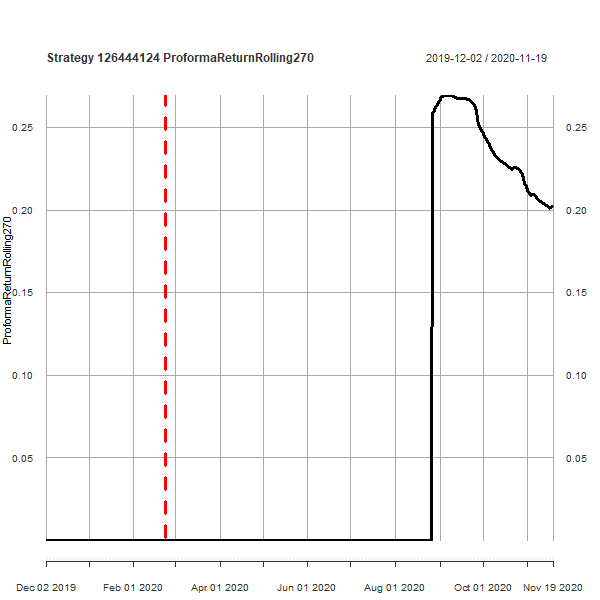 Strategy 126444124 ProformaReturnRolling270
2019-12-02 / 2020-11-19
ProformaReturnRolling270
0.25
0.20
0.15
0.10
0.05
0.25
0.20
0.15
0.10
0.05
Dec 02 2019
Feb 01 2020
Apr 01 2020
Jun 01 2020
Aug 01 2020
Oct 01 2020
Nov 19 2020